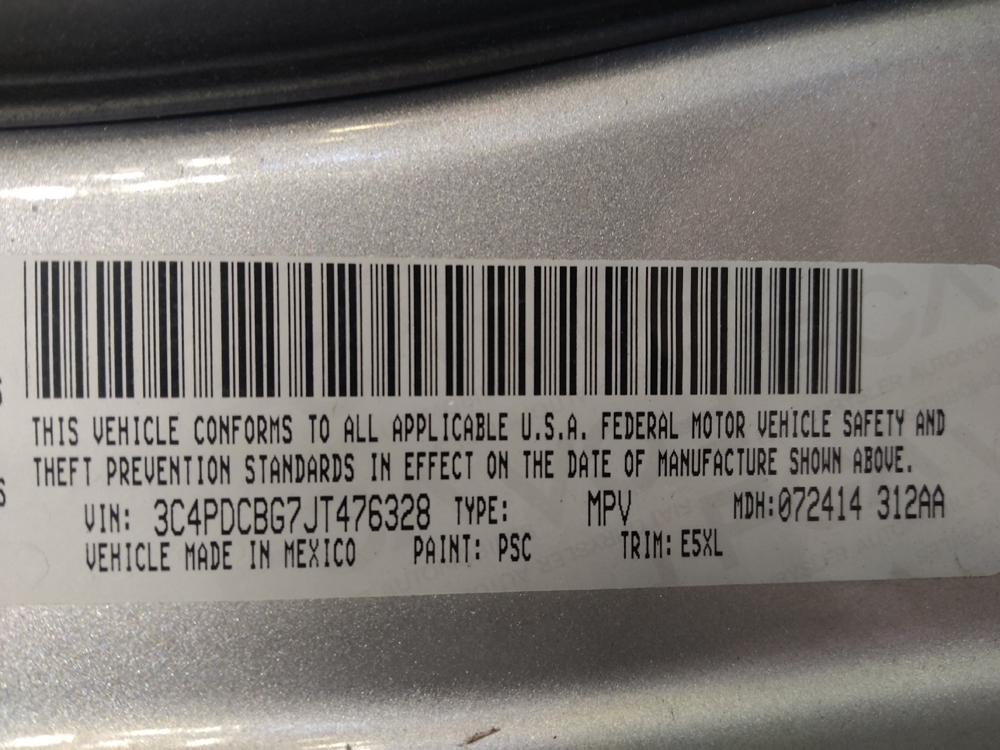 THIS VEHICLE CONFORMS TO ALL APPLICABLE U.S.A. FEDERAL MOTOR VEHICLE SAFETY AND
THEFT PREVENTION STANDARDS IN EFFECT ON THE DATE OF MANUFACTURE SHOWN ABOVE.
VIN: 3C4PDCBG7JT476328 TYPE: MPV MDH:072414 312AA
VEHICLE MADE IN MEXICO PAINT: PSC TRIM: E5XL